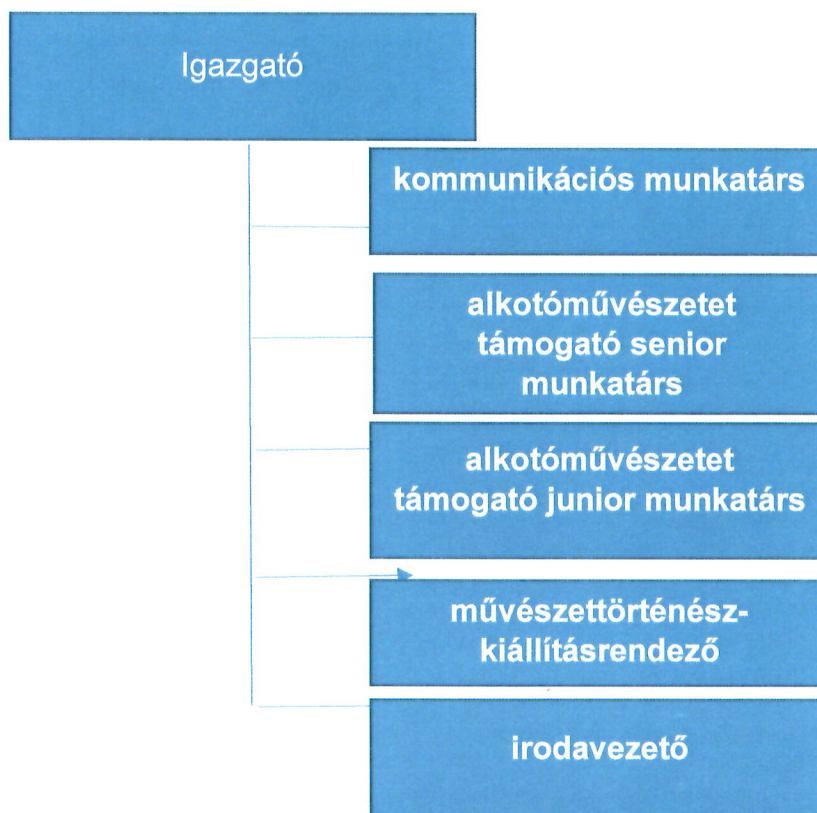 Igazgató
kommunikációs munkatárs
alkotóművészetet
támogató senior
munkatárs
alkotóművészetet
támogató junior munkatárs
művészettörténész-
kiállításrendező
irodavezető